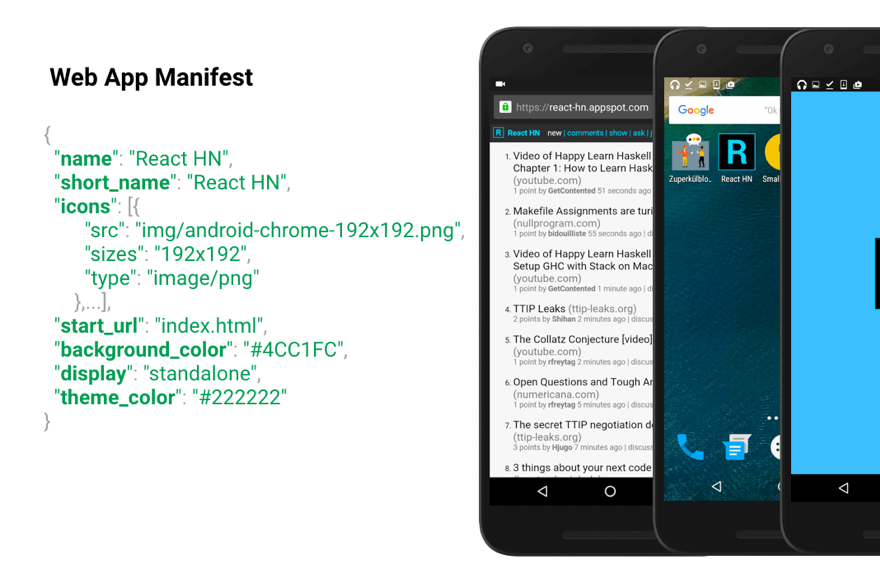 Web App Manifest
{
"name": "React HN",
"short_name": "React HN",
"icons": [{
"src": "img/android-chrome-192x192.png",
"sizes": "192x192",
"type": "image/png"
},...],
"start_url": "index.html",
"background_color": "#4CC1FC",
"display": "standalone",
"theme_color": "#222222"
}
https://react-hn.appspot.com
R React HN new | comments | show | ask | j
1. Video of Happy Learn Haskell
Chapter 1: How to Learn Hask
(youtube.com)
1 point by GetContented 51 seconds ago
2. Makefile Assignments are turi
(nullprogram.com)
1 point by bidouilliste 55 seconds ago | di
3. Video of Happy Learn Haskell
Setup GHC with Stack on Mac
(youtube.com)
1 point by GetContented 1 minute ago |
4. TTIP Leaks (ttip-leaks.org)
2 points by Shihan 2 minutes ago | discus
5. The Collatz Conjecture [video]
(youtube.com)
1 point by rfreytag 2 minutes ago | discus
6. Open Questions and Tough Ar
(numericana.com)
1 point by rfreytag 5 minutes ago | discus
7. The secret TTIP negotiation do
(ttip-leaks.org)
3 points by Hjugo 7 minutes ago | discuss
8. 3 things about your next code
Google "Ok
R
Zuperkülblo... React HN Smal